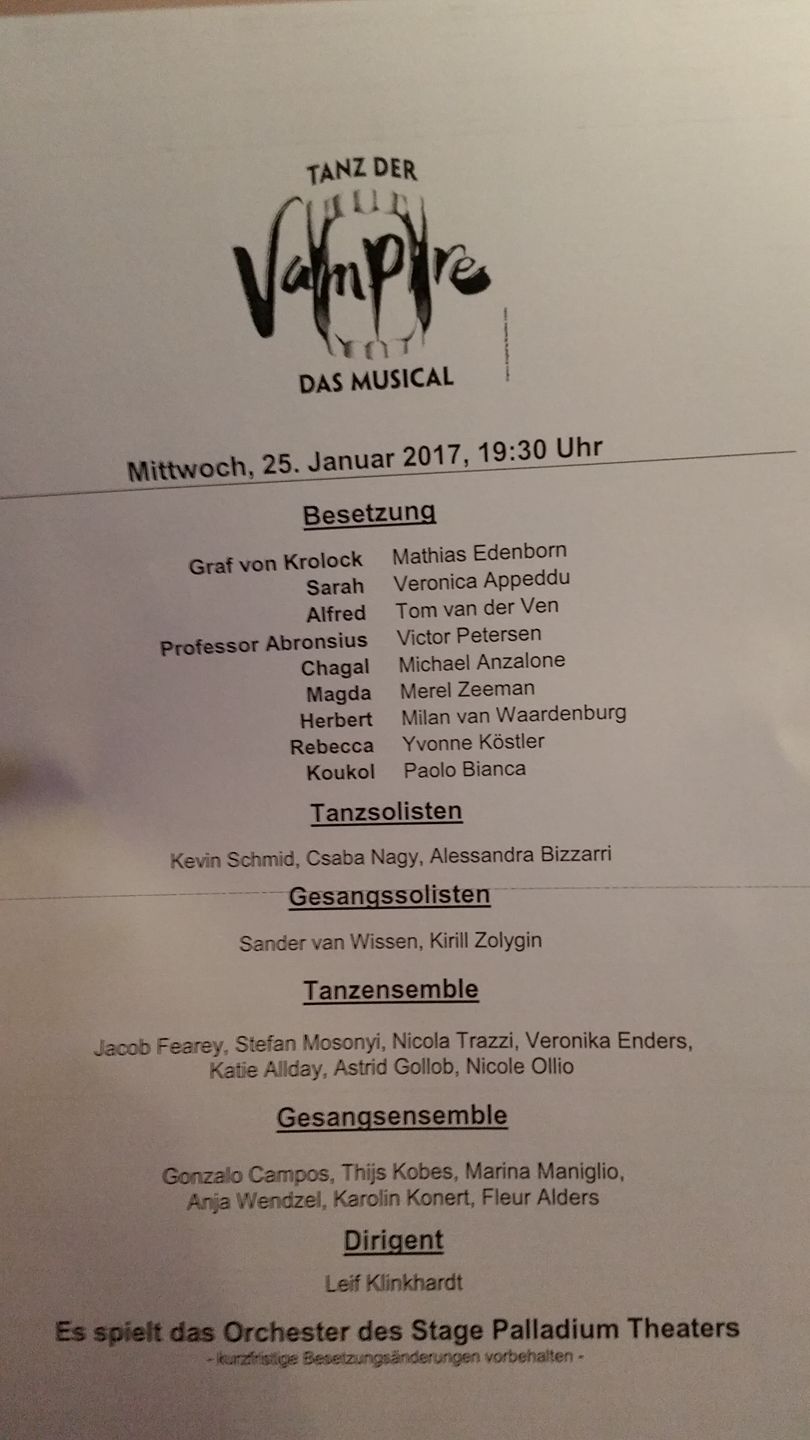 TANZ DER
Vampire
DAS MUSICAL
Mittwoch, 25. Januar 2017, 19:30 Uhr
Besetzung
Graf von Krolock Mathias Edenborn
Sarah Veronica Appeddu
Alfred Tom van der Ven
Professor Abronsius Victor Petersen
Chagal Michael Anzalone
Magda Merel Zeeman
Herbert Milan van Waardenburg
Rebecca Yvonne Köstler
Koukol Paolo Bianca
Tanzsolisten
Kevin Schmid, Csaba Nagy, Alessandra Bizzarri
Gesangssolisten
Sander van Wissen, Kirill Zolygin
Tanzensemble
Jacob Fearey, Stefan Mosonyi, Nicola Trazzi, Veronika Enders,
Katie Allday, Astrid Gollob, Nicole Ollio
Gesangsensemble
Gonzalo Campos, Thijs Kobes, Marina Maniglio,
Anja Wendzel, Karolin Konert, Fleur Alders
Dirigent
Leif Klinkhardt
Es spielt das Orchester des Stage Palladium Theaters
- kurzfristige Besetzungsänderungen vorbehalten -